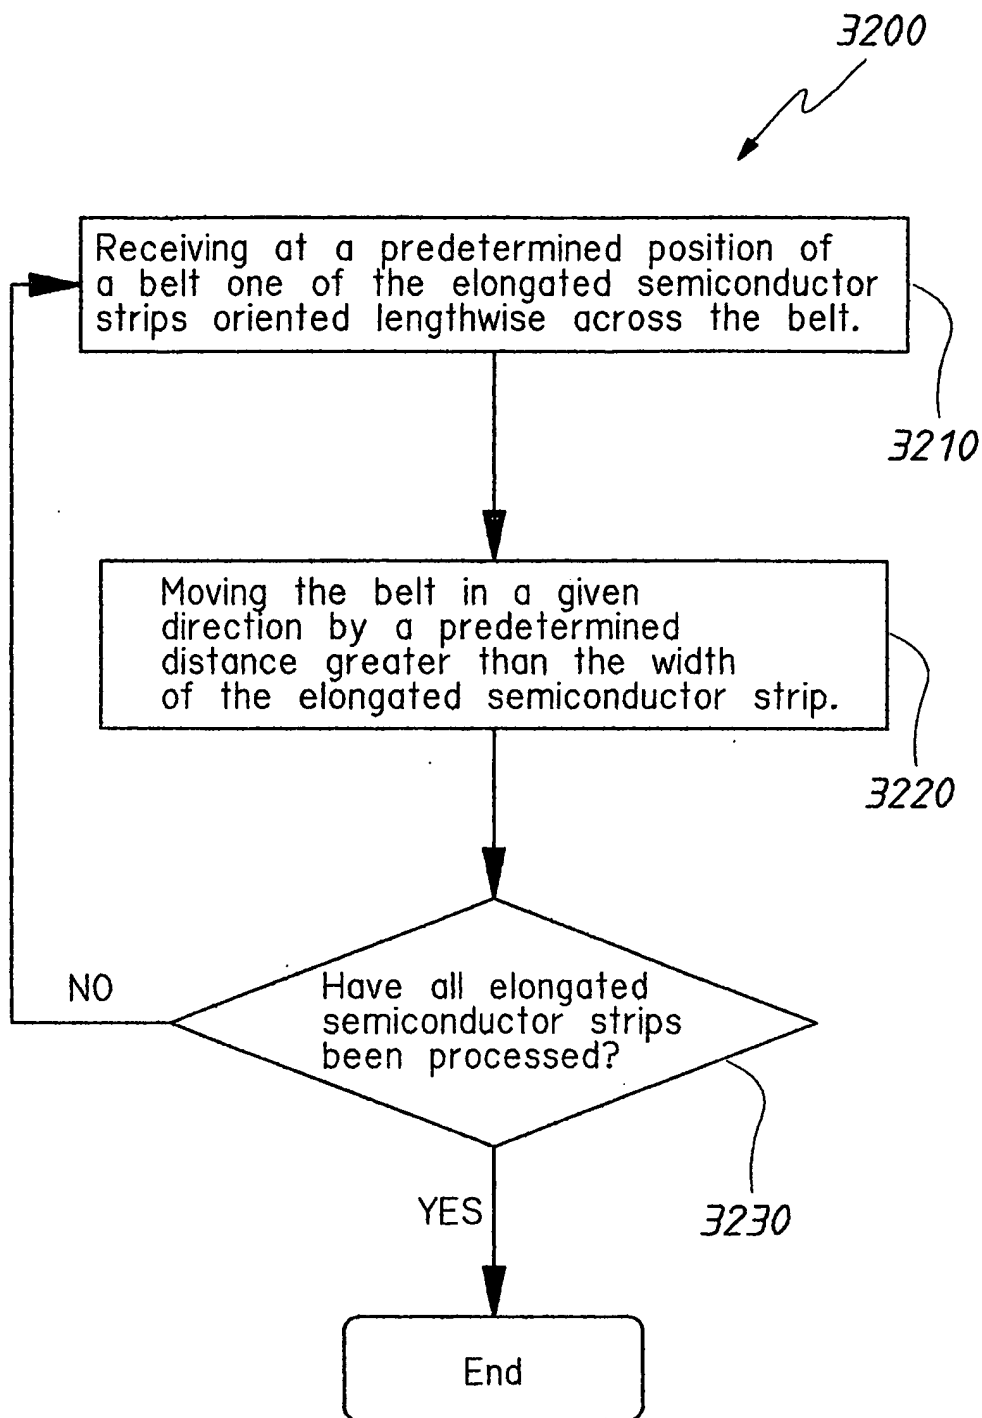 3200
Receiving at a predetermined position of
a belt one of the elongated semiconductor
strips oriented lengthwise across the belt.
3210
Moving the belt in a given
direction by a predetermined
distance greater than the width
of the elongated semiconductor strip.
3220
Have all elongated
semiconductor strips
been processed?
NO
3230
YES
End